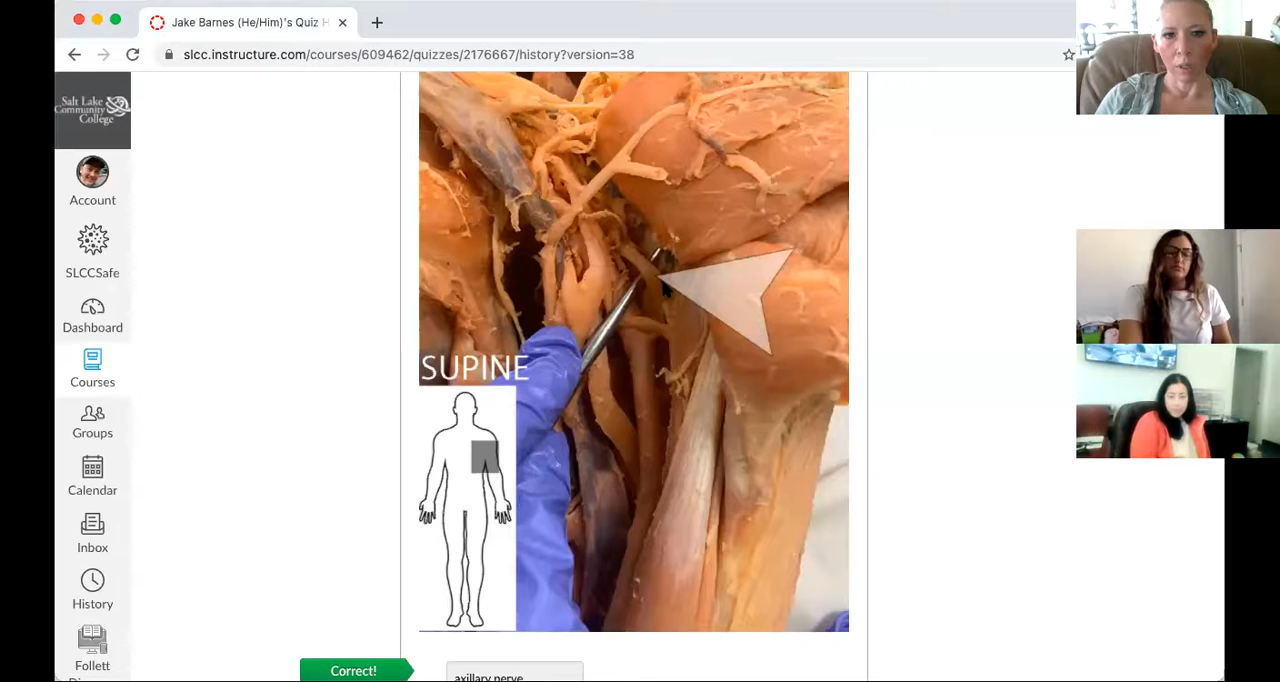 Jake Barnes (He/Him)'s Quiz H
slcc.instructure.com/courses/609462/quizzes/2176667/history?version=38
Salt Lake
Community
College
Account
SLCCSafe
Dashboard
Courses
Groups
Calendar
Inbox
History
Follett
SUPINE
Correct!
axillary nerve